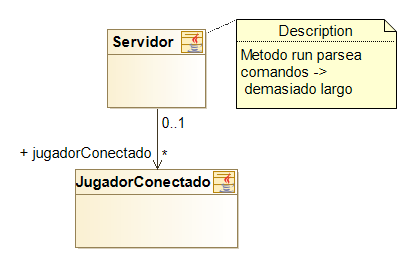 Servidor
Description
Metodo run parsea
comandos ->
demasiado largo
0..1
+ jugadorConectado
*
JugadorConectado